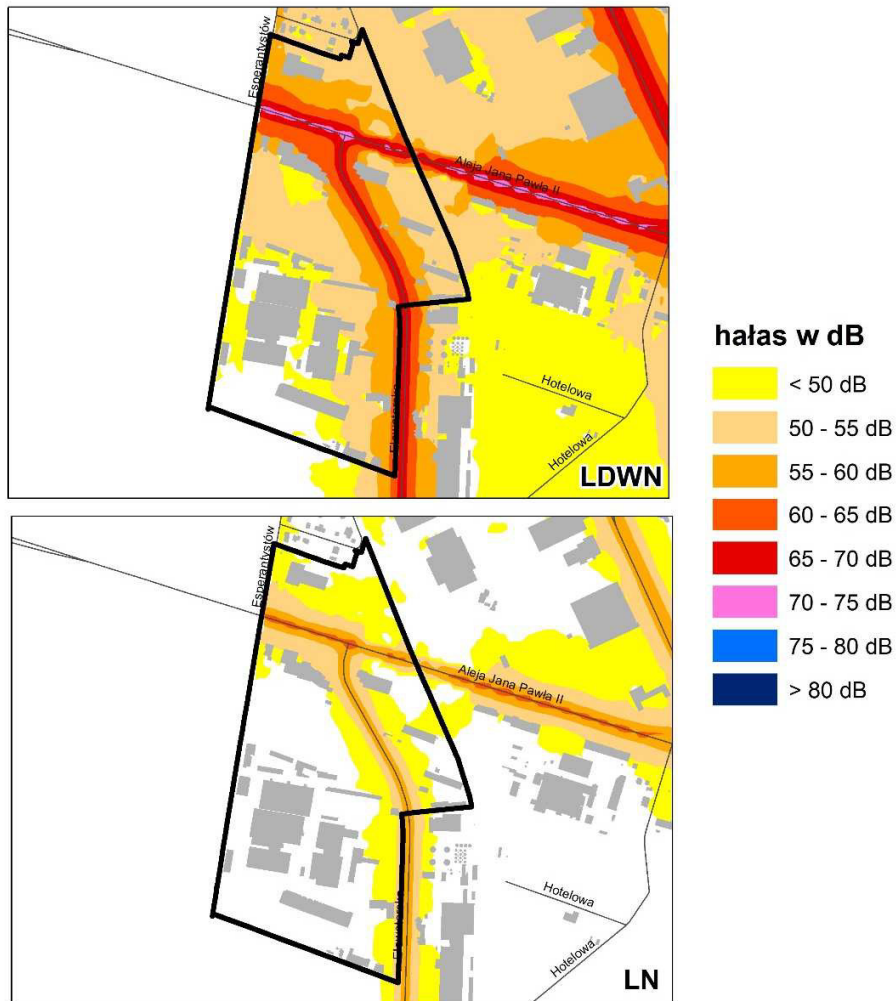 Esperantystów
Aleja Jana Pawła II
Hotelowa
Hotelowa
LDWN
hałas w dB
< 50 dB
50 - 55 dB
55 - 60 dB
60 - 65 dB
65 - 70 dB
70 - 75 dB
75 - 80 dB
> 80 dB
Esperantystów
Aleja Jana Pawła II
Hotelowa
Hotelowa
LN